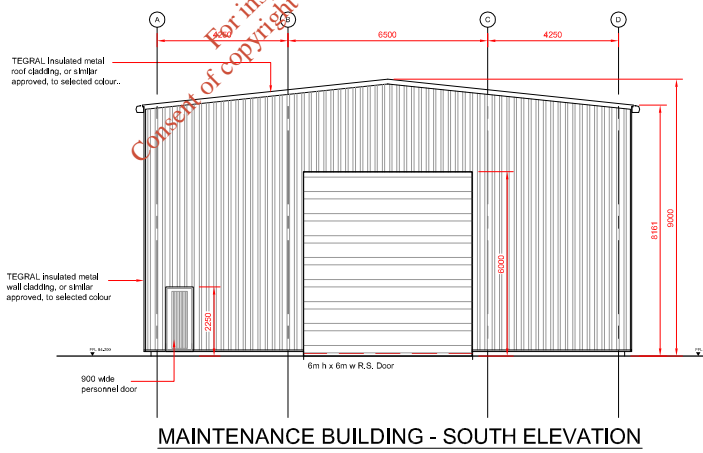 A B C D
4250 6500 4250
For ins
Consent of copyright
TEGRAL insulated metal
roof cladding, or similar
approved, to selected colour..
TEGRAL insulated metal
wall cladding, or similar
approved, to selected colour
2250
6000
8161
9000
900 wide
personnel door
6m h x 6m w R.S. Door
MAINTENANCE BUILDING - SOUTH ELEVATION